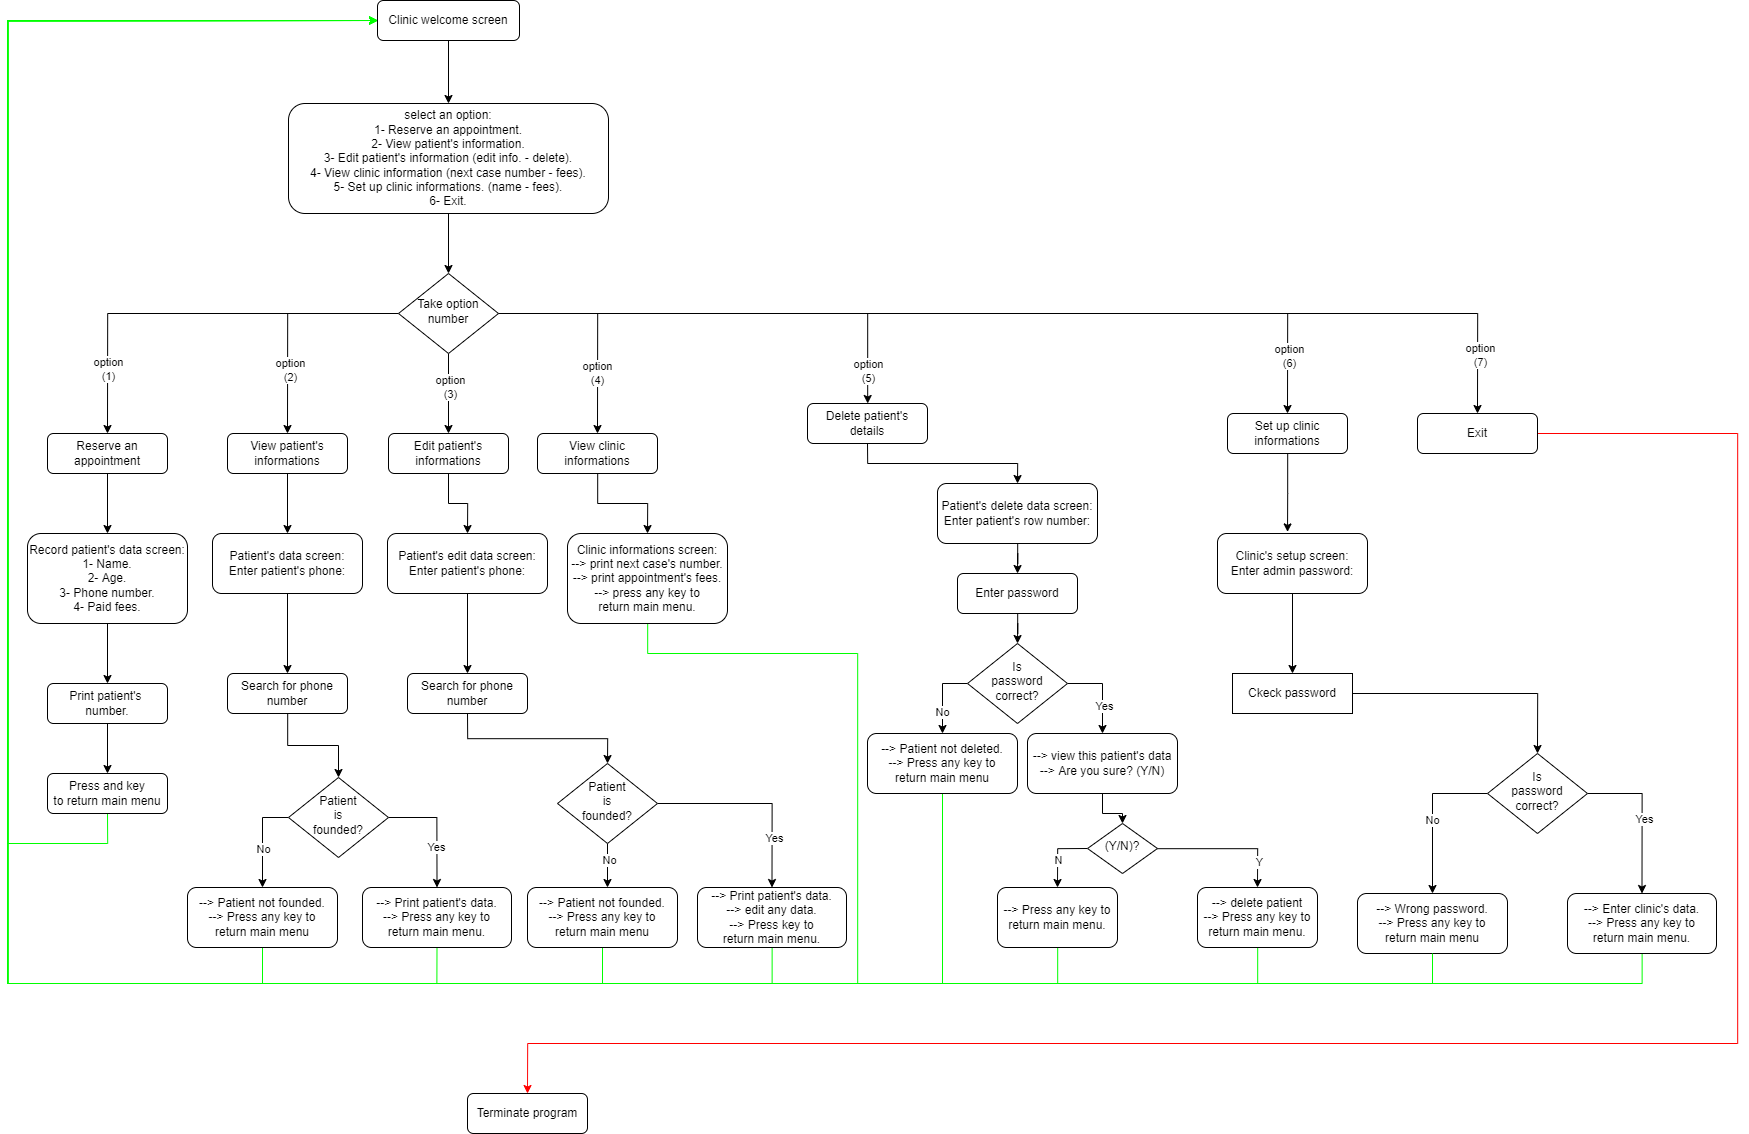 Clinic welcome screen
select an option:
1- Reserve an appointment.
2- View patient's information.
3- Edit patient's information (edit info. - delete).
4- View clinic information (next case number - fees).
5- Set up clinic informations. (name - fees).
6- Exit.
Take option
number
option
(1)
option
(2)
option
(3)
option
(4)
option
(5)
option
(6)
option
(7)
Reserve an
appointment
View patient's
informations
Edit patient's
informations
View clinic
informations
Delete patient's
details
Set up clinic
informations
Exit
Record patient's data screen:
1- Name.
2- Age.
3- Phone number.
4- Paid fees.
Patient's data screen:
Enter patient's phone:
Patient's edit data screen:
Enter patient's phone:
Clinic informations screen:
--> print next case's number.
--> print appointment's fees.
--> press any key to
return main menu.
Patient's delete data screen:
Enter patient's row number:
Clinic's setup screen:
Enter admin password:
Enter password
Print patient's
number.
Search for phone
number
Search for phone
number
Is
password
correct?
Ckeck password
No
Yes
Press and key
to return main menu
--> Patient not deleted.
--> Press any key to
return main menu
--> view this patient's data
--> Are you sure? (Y/N)
Patient
is
founded?
Patient
is
founded?
Is
password
correct?
No
Yes
No
Yes
(Y/N)?
N
Y
No
Yes
--> Patient not founded.
--> Press any key to
return main menu
--> Print patient's data.
--> Press any key to
return main menu.
--> Patient not founded.
--> Press any key to
return main menu
--> Print patient's data.
--> edit any data.
--> Press key to
return main menu.
--> Press any key to
return main menu.
--> delete patient
--> Press any key to
return main menu.
--> Wrong password.
--> Press any key to
return main menu
--> Enter clinic's data.
--> Press any key to
return main menu.
Terminate program